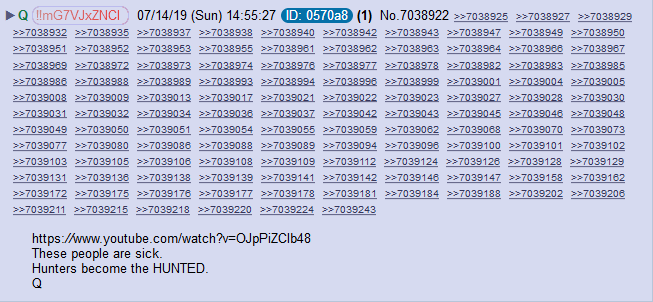 Q !!mG7VJxZNCI 07/14/19 (Sun) 14:55:27 ID: 0570a8 (1) No.7038922 >>7038925 >>7038927 >>7038929
>>7038932 >>7038935 >>7038937 >>7038938 >>7038940 >>7038942 >>7038943 >>7038947 >>7038949 >>7038950
>>7038951 >>7038952 >>7038953 >>7038955 >>7038961 >>7038962 >>7038963 >>7038964 >>7038966 >>7038967
>>7038969 >>7038972 >>7038973 >>7038974 >>7038976 >>7038977 >>7038978 >>7038982 >>7038983 >>7038985
>>7038986 >>7038988 >>7038989 >>7038993 >>7038994 >>7038996 >>7038999 >>7039001 >>7039004 >>7039005
>>7039008 >>7039009 >>7039013 >>7039017 >>7039021 >>7039022 >>7039023 >>7039027 >>7039028 >>7039030
>>7039031 >>7039032 >>7039034 >>7039036 >>7039037 >>7039042 >>7039043 >>7039045 >>7039046 >>7039048
>>7039049 >>7039050 >>7039051 >>7039054 >>7039055 >>7039059 >>7039062 >>7039068 >>7039070 >>7039073
>>7039077 >>7039080 >>7039086 >>7039088 >>7039089 >>7039094 >>7039096 >>7039100 >>7039101 >>7039102
>>7039103 >>7039105 >>7039106 >>7039108 >>7039109 >>7039112 >>7039124 >>7039126 >>7039128 >>7039129
>>7039131 >>7039136 >>7039138 >>7039139 >>7039141 >>7039142 >>7039146 >>7039147 >>7039158 >>7039162
>>7039172 >>7039175 >>7039176 >>7039177 >>7039178 >>7039181 >>7039184 >>7039188 >>7039202 >>7039206
>>7039211 >>7039215 >>7039218 >>7039220 >>7039224 >>7039243
https://www.youtube.com/watch?v=OJpPiZCIb48
These people are sick.
Hunters become the HUNTED.
Q